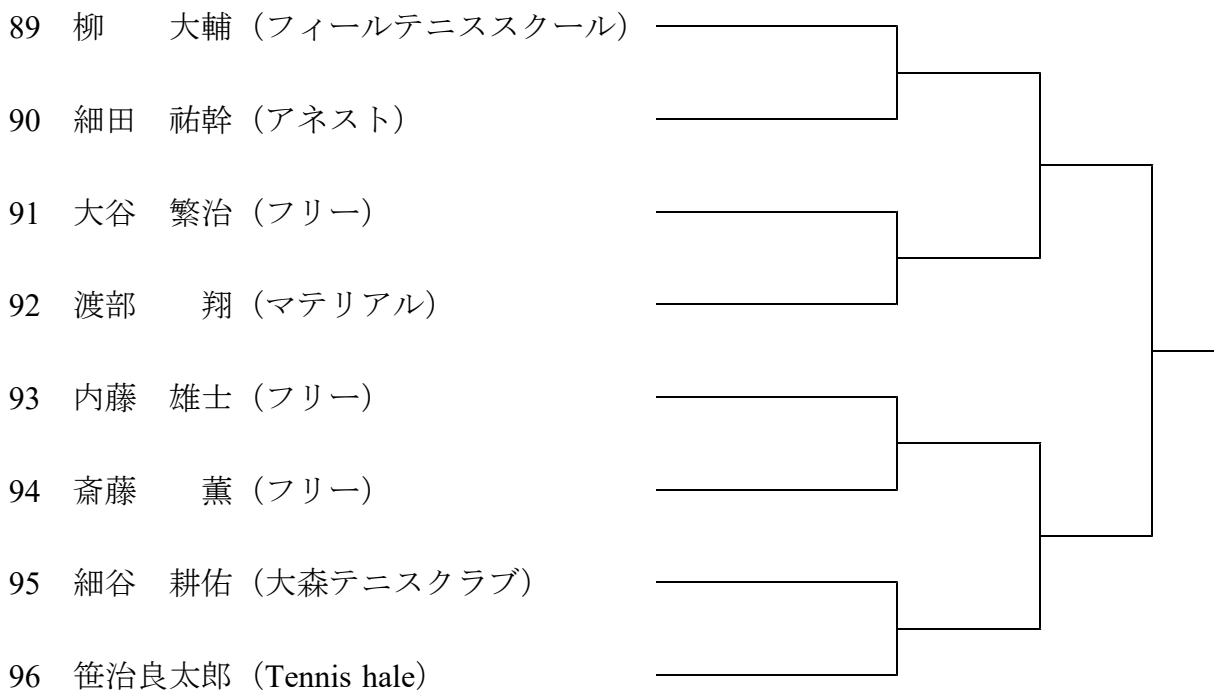 89 柳　　大輔（フィールテニススクール）
90 細田　祐幹（アネスト）
91 大谷　繁治（フリー）
92 渡部　　翔（マテリアル）
93 内藤　雄士（フリー）
94 斎藤　　薫（フリー）
95 細谷　耕佑（大森テニスクラブ）
96 笹治良太郎（Tennis hale）